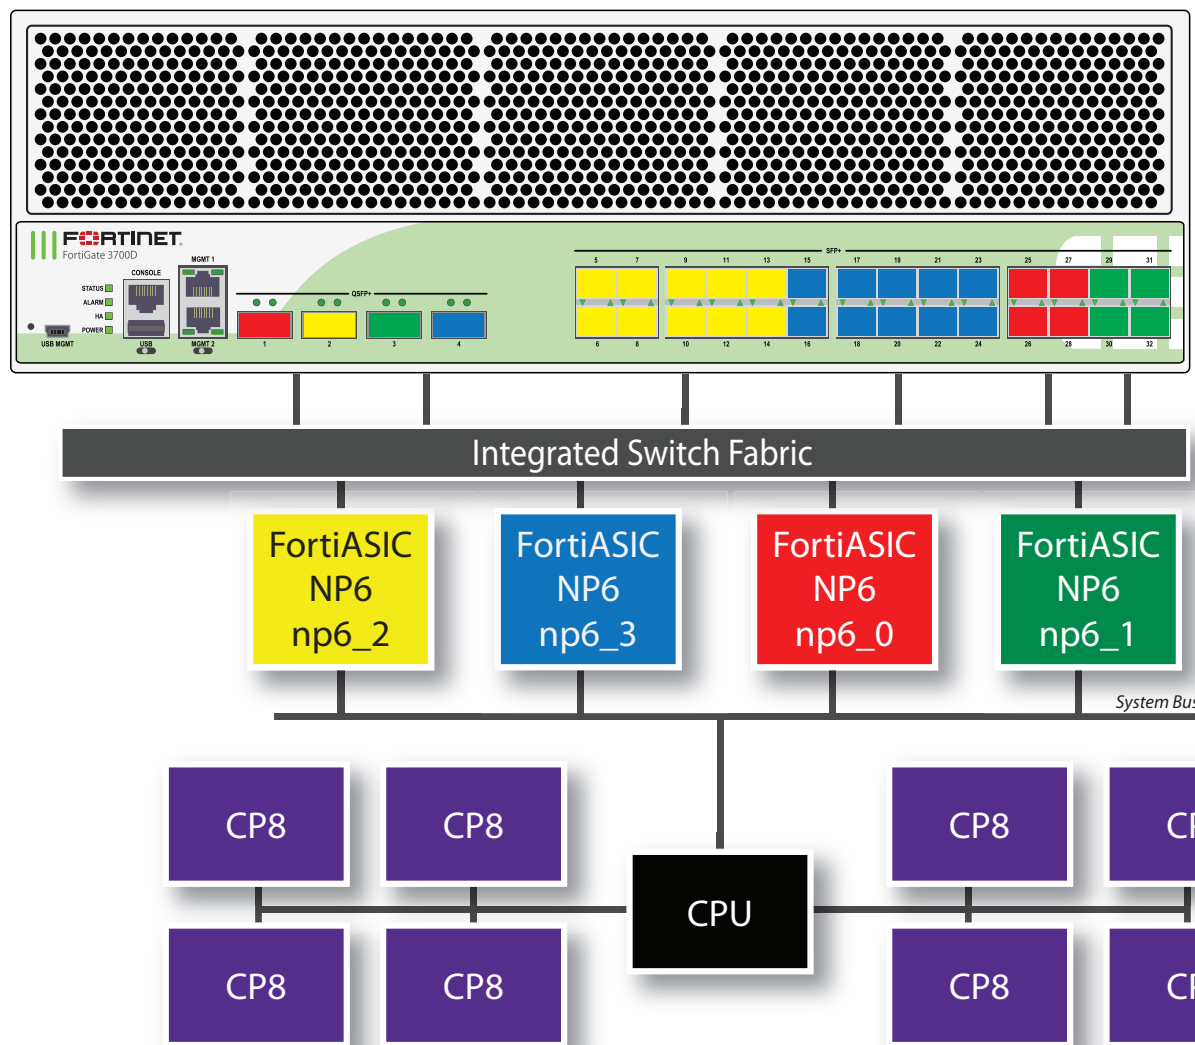 FORTINET
FortiGate 3700D
MGMT 1
CONSOLE
STATUS
ALARM
HA
POWER
USB MGMT
USB
MGMT 2
QSFP+
1 2 3 4
SFP+
5 7 9 11 13 15 17 19 21 23 25 27 29 31
6 8 10 12 14 16 18 20 22 24 26 28 30 32
Integrated Switch Fabric
FortiASIC
NP6
np6_2
FortiASIC
NP6
np6_3
FortiASIC
NP6
np6_0
FortiASIC
NP6
np6_1
System Bus
CP8
CP8
CP8
CPU
CP8
CP8
CP8